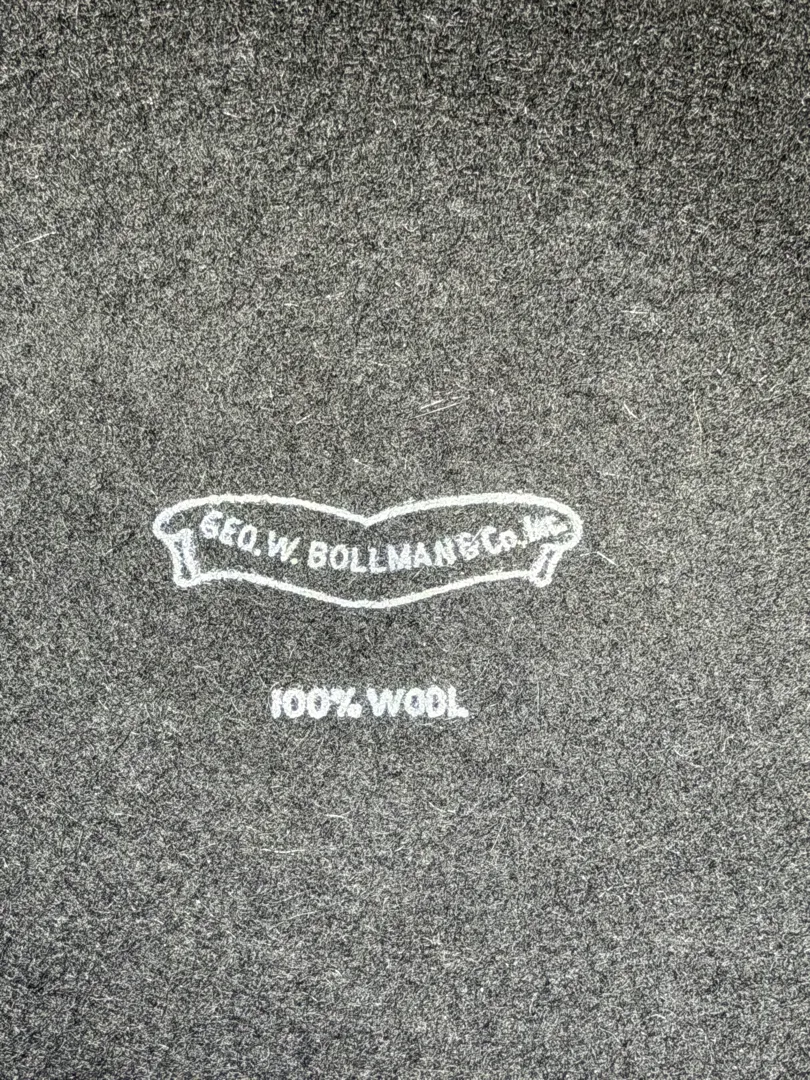 GEO. W. BOLLMAN & Co. Inc.
100% WOOL